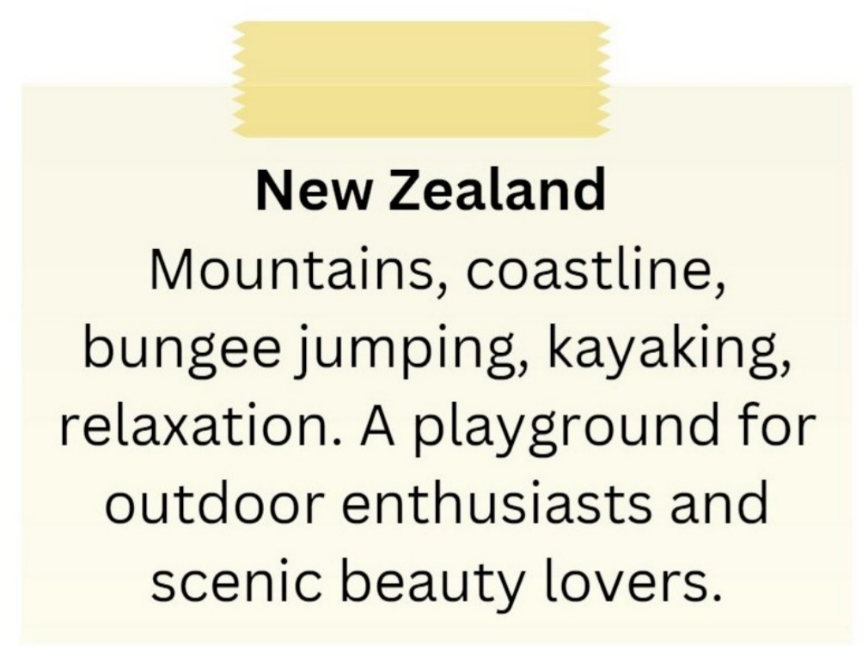 New Zealand
Mountains, coastline,
bungee jumping, kayaking,
relaxation. A playground for
outdoor enthusiasts and
scenic beauty lovers.